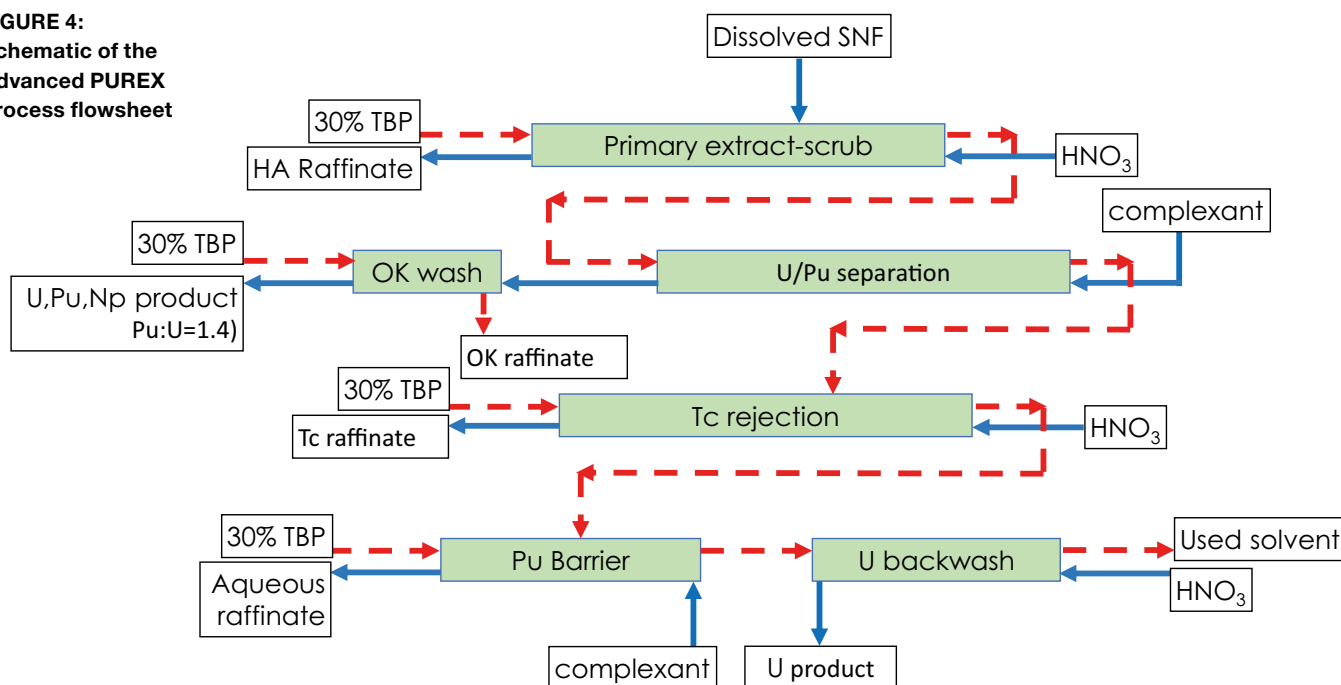 GURE 4:
chematic of the
dvanced PUREX
rocess flowsheet
Dissolved SNF
30% TBP
Primary extract-scrub
HA Raffinate
HNO₃
complexant
30% TBP
OK wash
U/Pu separation
U,Pu,Np product
Pu:U=1.4)
OK raffinate
30% TBP
Tc rejection
Tc raffinate
HNO₃
30% TBP
Pu Barrier
U backwash
Used solvent
Aqueous
raffinate
HNO₃
complexant
U product